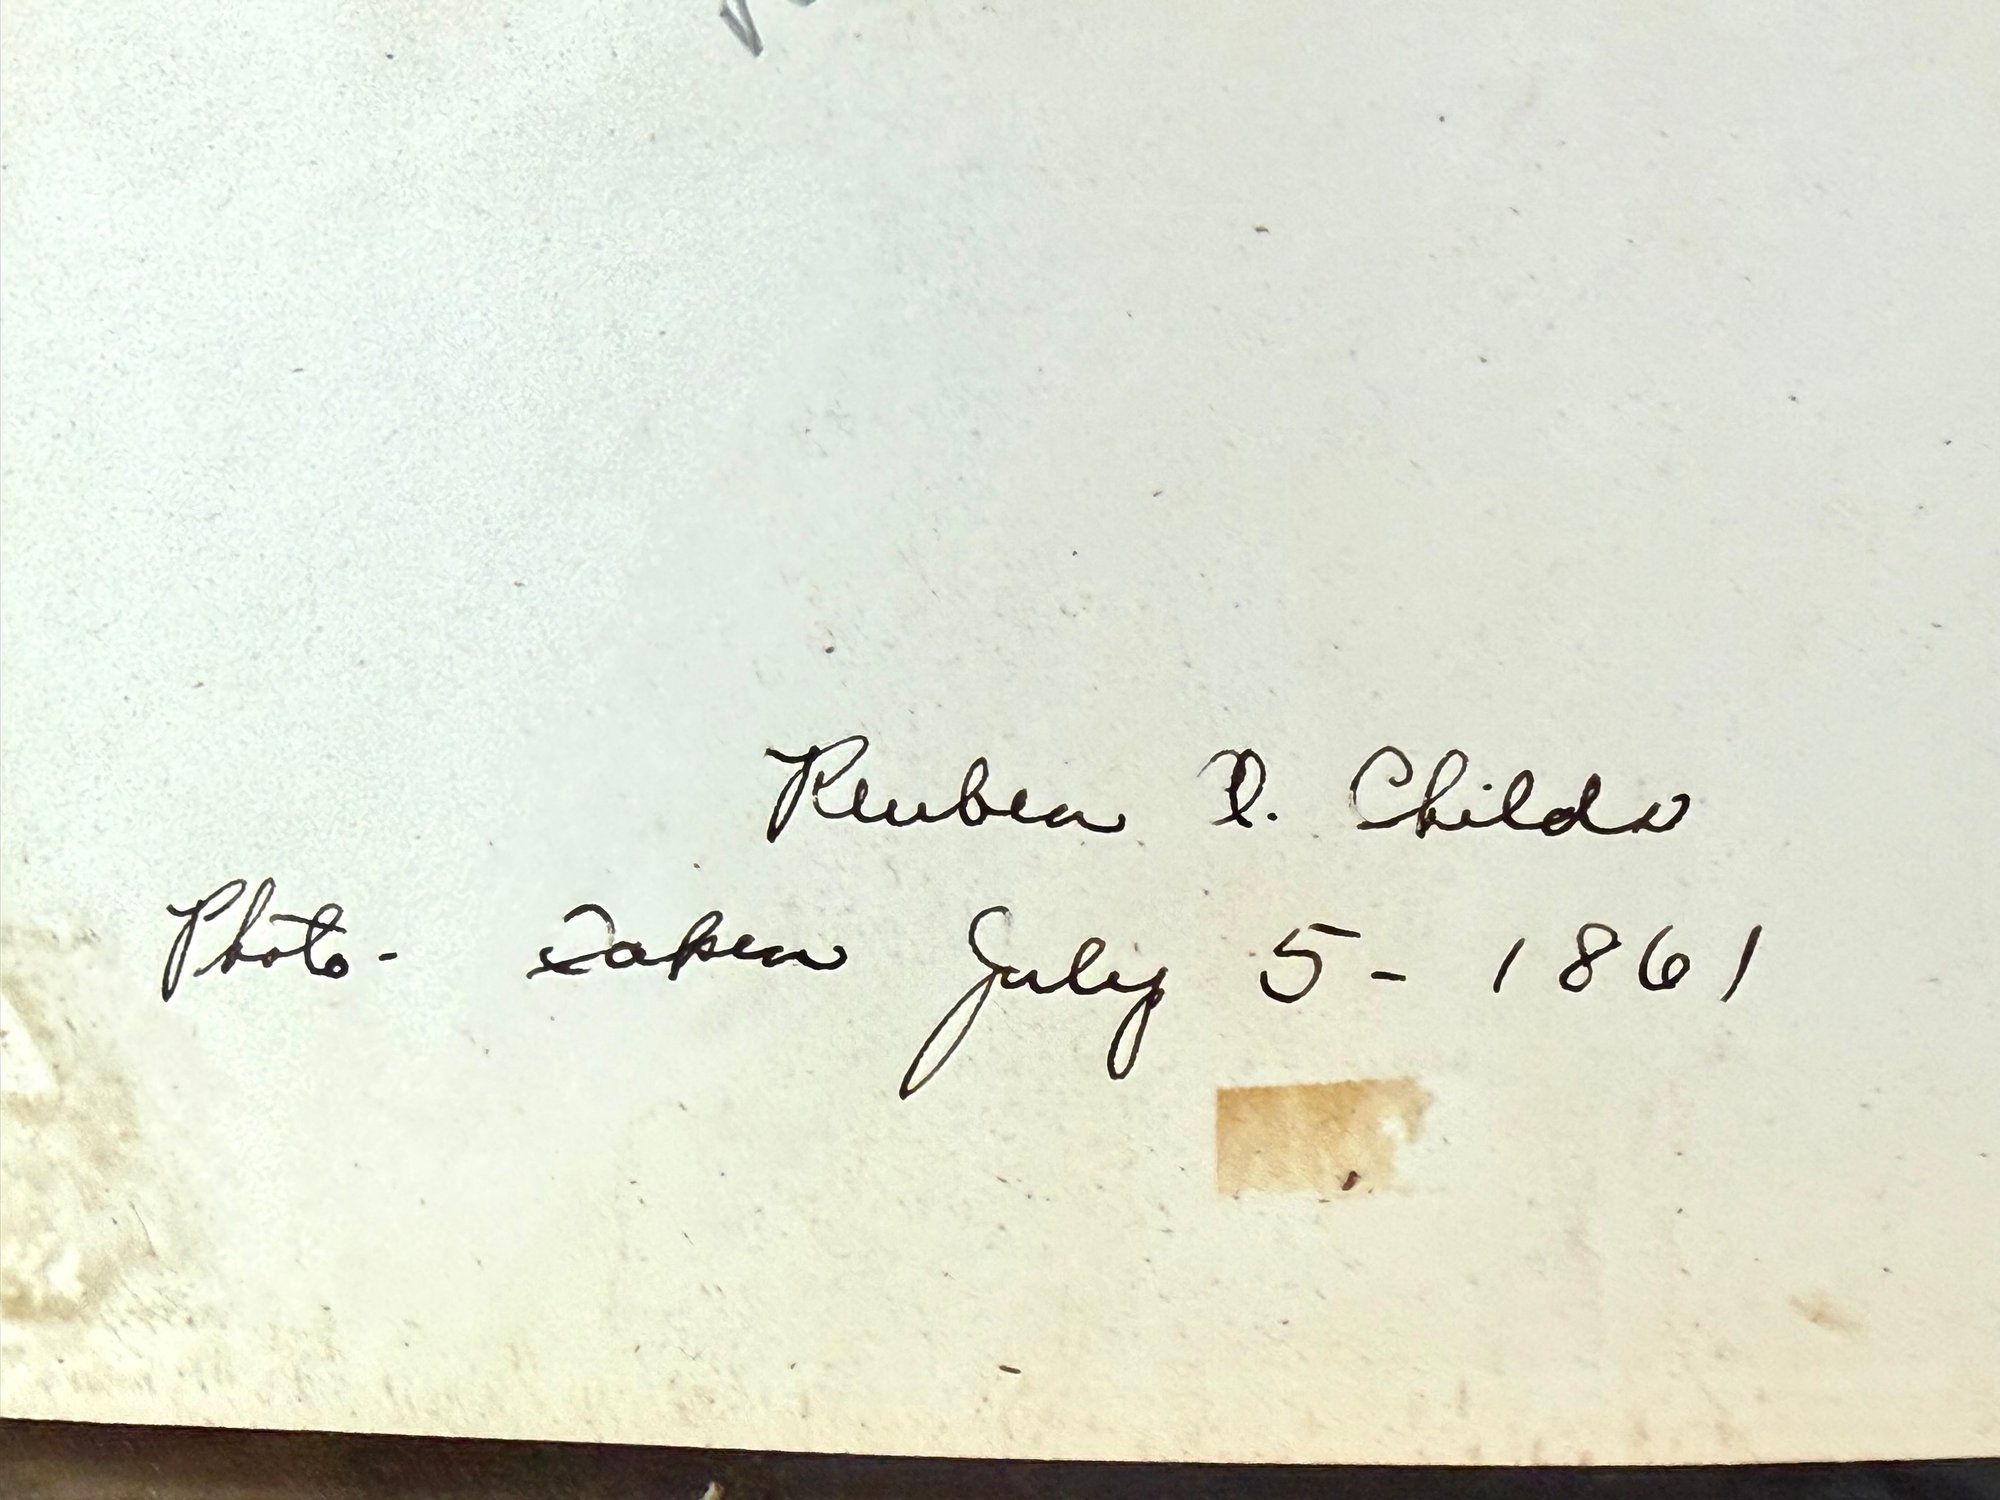 Reuben D. Childs
Photo- Taken July 5- 1861